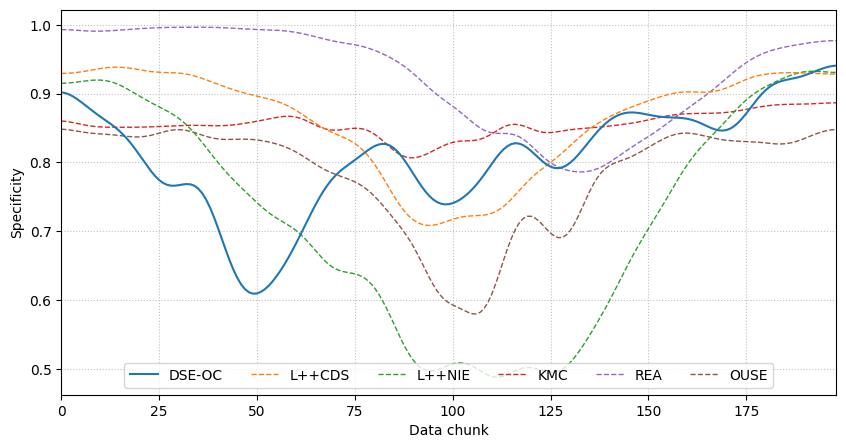 1.0
0.9
0.8
0.7
0.6
0.5
Specificity
DSE-OC L++CDS L++NIE KMC REA OUSE
0 25 50 75 100 125 150 175
Data chunk